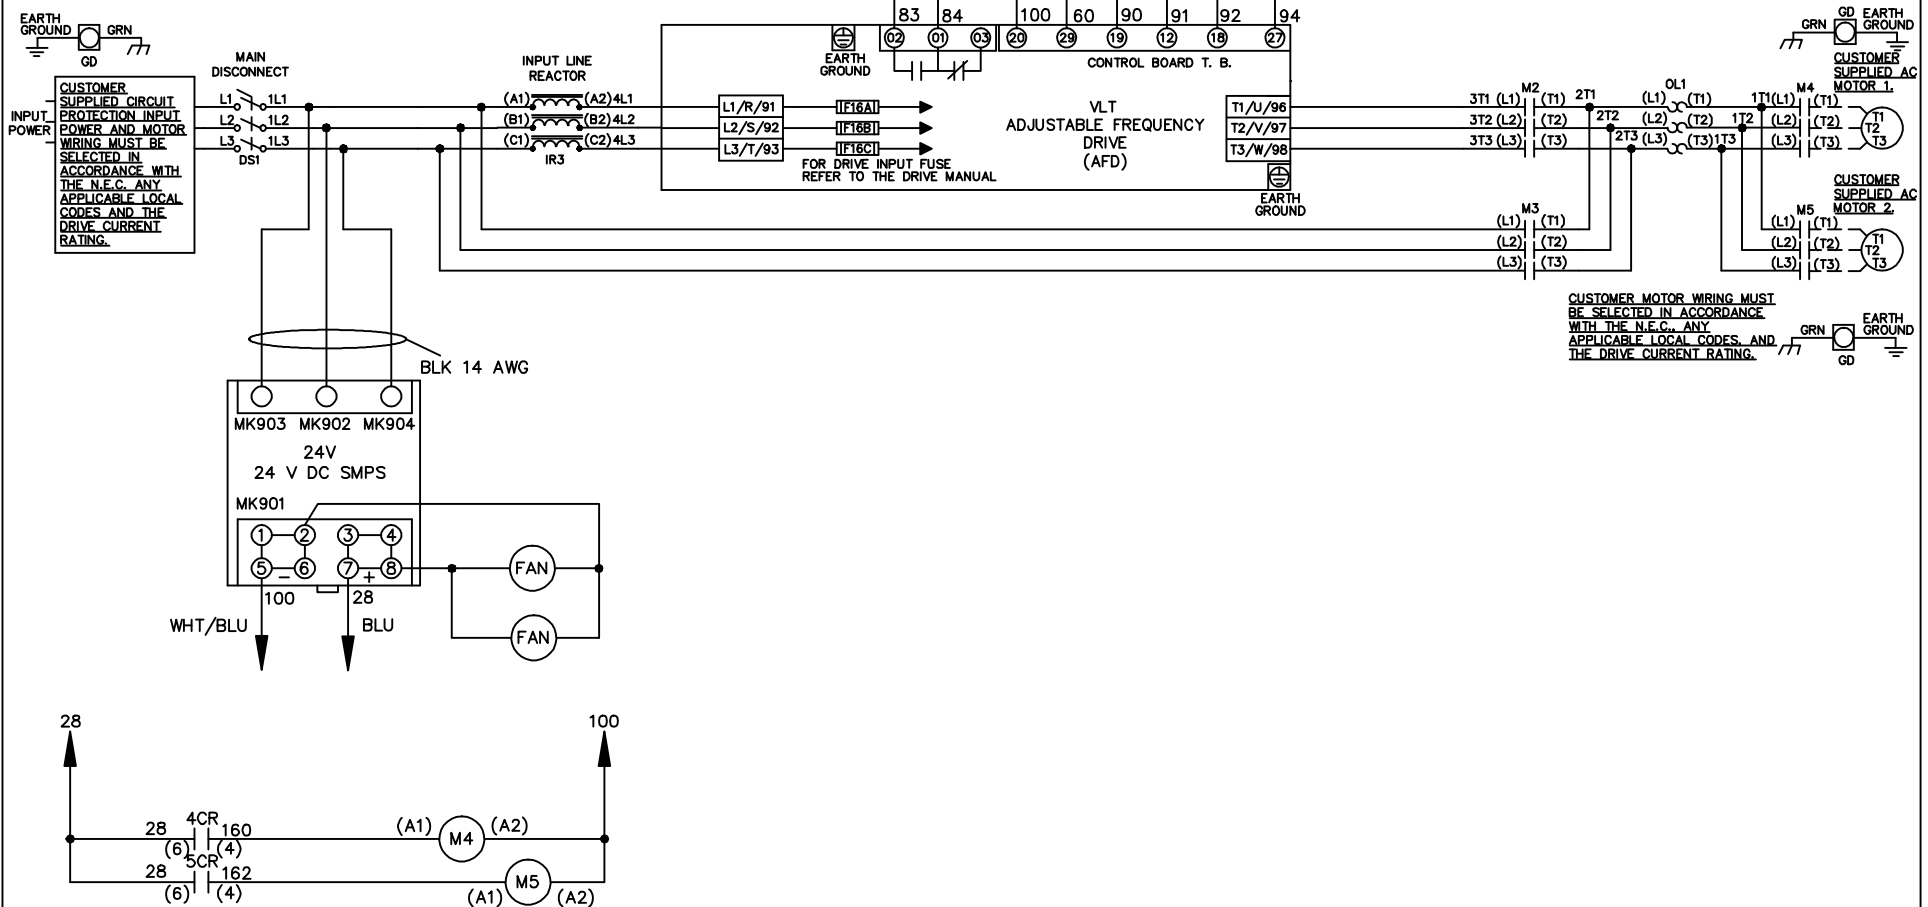 83 84 100 60 90 91 92 94
02 01 03 20 29 19 12 18 27
EARTH
GROUND
GRN
GD
EARTH
GROUND
CONTROL BOARD T. B.
GD
EARTH
GROUND
GRN
MAIN
DISCONNECT
INPUT LINE
REACTOR
INPUT
POWER
CUSTOMER
SUPPLIED CIRCUIT
PROTECTION INPUT
POWER AND MOTOR
WIRING MUST BE
SELECTED IN
ACCORDANCE WITH
THE N.E.C. ANY
APPLICABLE LOCAL
CODES AND THE
DRIVE CURRENT
RATING.
L1 1L1
L2 1L2
L3 1L3
DS1
(A1) (A2) 4L1
(B1) (B2) 4L2
(C1) (C2) 4L3
IR3
L1/R/91
L2/S/92
L3/T/93
F16A
F16B
F16C
FOR DRIVE INPUT FUSE
REFER TO THE DRIVE MANUAL
VLT
ADJUSTABLE FREQUENCY
DRIVE
(AFD)
T1/U/96
T2/V/97
T3/W/98
EARTH
GROUND
M2
3T1 (L1) (T1) 2T1
3T2 (L2) (T2) 2T2
3T3 (L3) (T3) 2T3
OL1
(L1) (T1) 1T1
(L2) (T2) 1T2
(L3) (T3) 1T3
M4
(L1) (T1)
(L2) (T2)
(L3) (T3)
CUSTOMER
SUPPLIED AC
MOTOR 1.
T1
T2
T3
M3
(L1) (T1)
(L2) (T2)
(L3) (T3)
M5
(L1) (T1)
(L2) (T2)
(L3) (T3)
CUSTOMER
SUPPLIED AC
MOTOR 2.
T1
T2
T3
CUSTOMER MOTOR WIRING MUST
BE SELECTED IN ACCORDANCE
WITH THE N.E.C., ANY
APPLICABLE LOCAL CODES, AND
THE DRIVE CURRENT RATING.
GRN
EARTH
GROUND
GD
BLK 14 AWG
MK903 MK902 MK904
24V
24 V DC SMPS
MK901
1 2 3 4
5 6 7 8
- +
100 28
WHT/BLU BLU
FAN
FAN
28 100
4CR
28 160
(6) (4)
(A1) M4 (A2)
5CR
28 162
(6) (4)
(A1) M5 (A2)